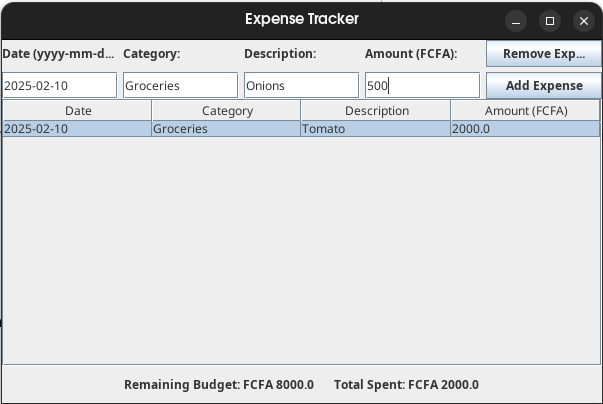 Expense Tracker
Date (yyyy-mm-d... Category: Description: Amount (FCFA): Remove Exp...
2025-02-10 Groceries Onions 500 Add Expense
Date Category Description Amount (FCFA)
2025-02-10 Groceries Tomato 2000.0
Remaining Budget: FCFA 8000.0 Total Spent: FCFA 2000.0